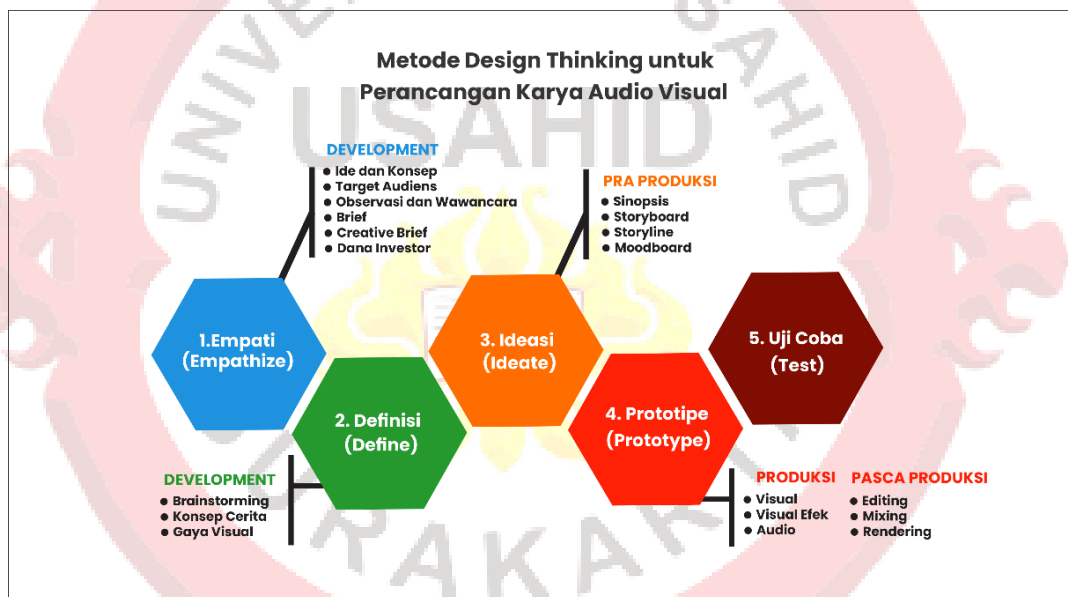 Metode Design Thinking untuk
Perancangan Karya Audio Visual
USAHID
DEVELOPMENT
● Ide dan Konsep
● Target Audiens
● Observasi dan Wawancara
● Brief
● Creative Brief
● Dana Investor
PRA PRODUKSI
● Sinopsis
● Storyboard
● Storyline
● Moodboard
1.Empati
(Empathize)
2. Definisi
(Define)
3. Ideasi
(Ideate)
4. Prototipe
(Prototype)
5. Uji Coba
(Test)
DEVELOPMENT
● Brainstorming
● Konsep Cerita
● Gaya Visual
PRODUKSI
● Visual
● Visual Efek
● Audio
PASCA PRODUKSI
● Editing
● Mixing
● Rendering